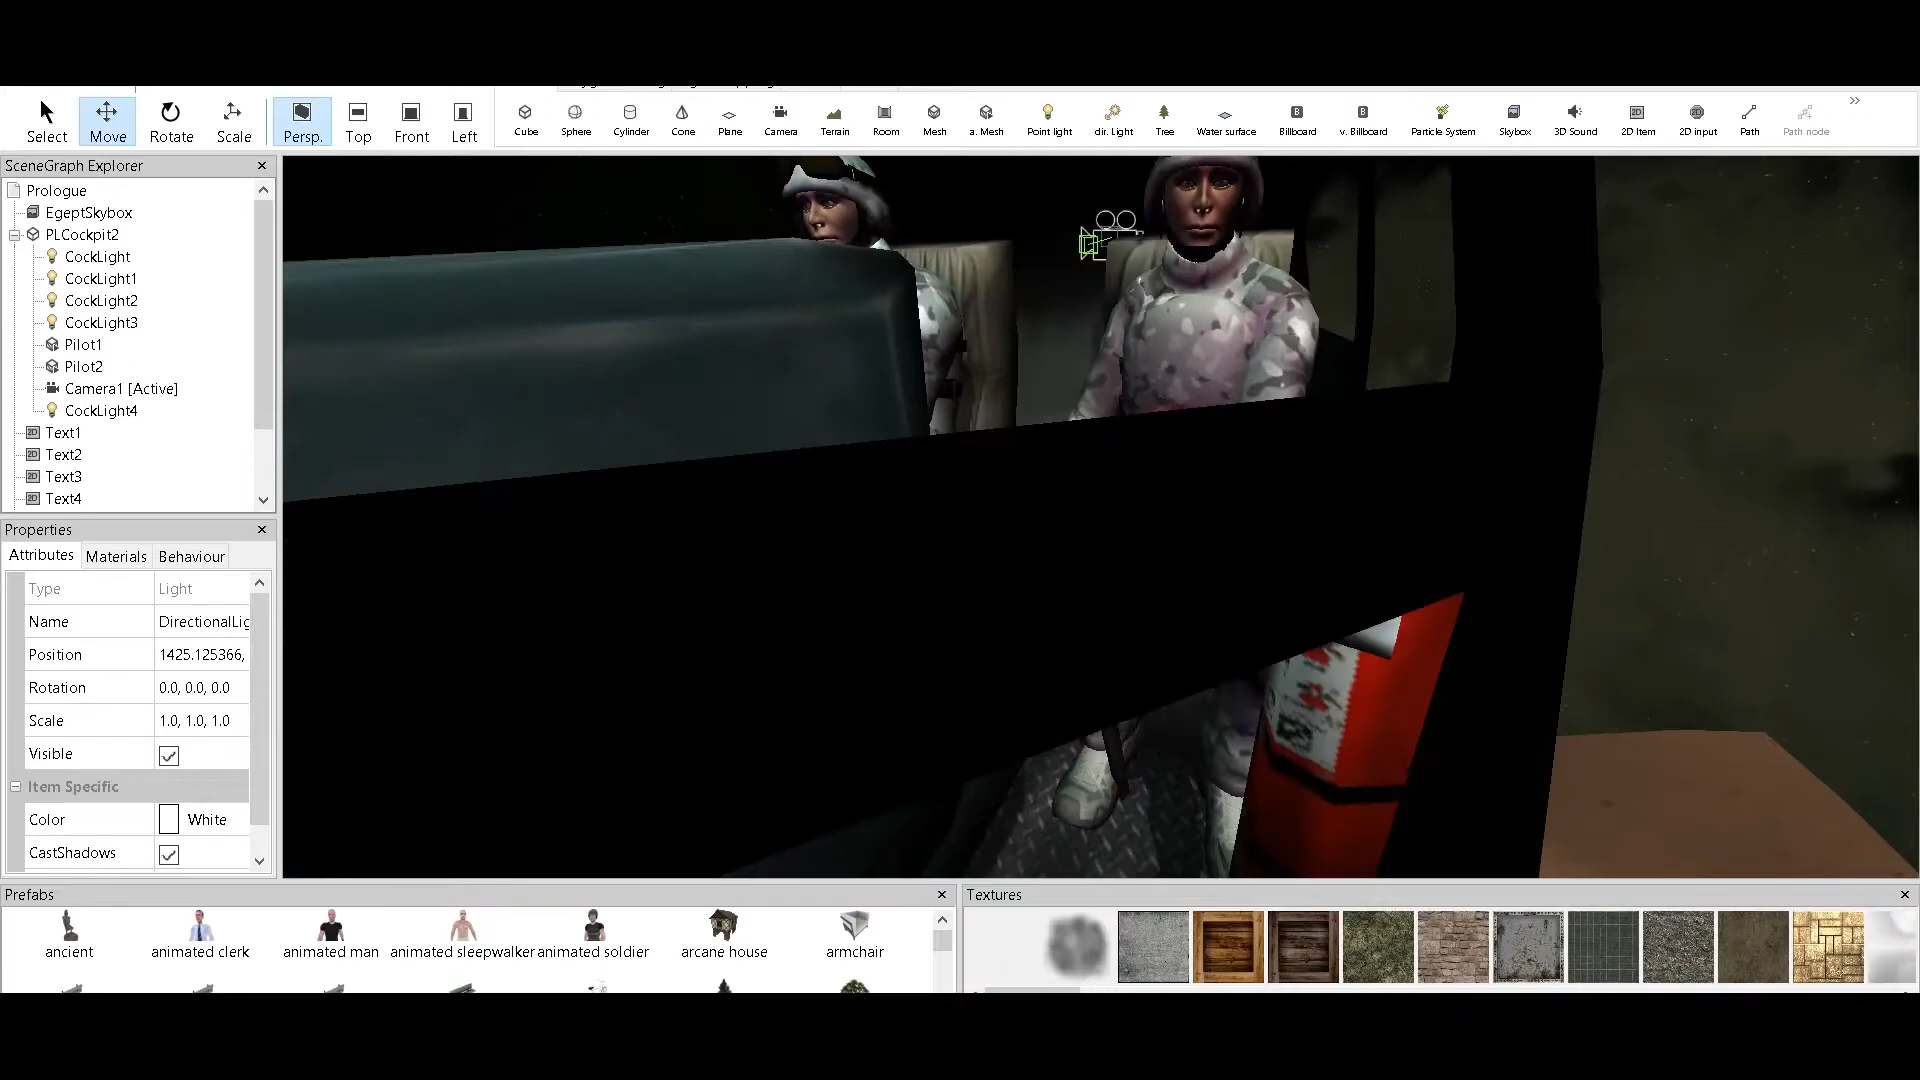 Select Move Rotate Scale Persp. Top Front Left Cube Sphere Cylinder Cone Plane Camera Terrain Room Mesh a. Mesh Point light dir. Light Tree Water surface Billboard v. Billboard Particle System Skybox 3D Sound 2D Item 2D input Path Path node
SceneGraph Explorer
Prologue
EgeptSkybox
PLCockpit2
CockLight
CockLight1
CockLight2
CockLight3
Pilot1
Pilot2
Camera1 [Active]
CockLight4
Text1
Text2
Text3
Text4
Properties
Attributes Materials Behaviour
Type Light
Name DirectionalLig
Position 1425.125366,
Rotation 0.0, 0.0, 0.0
Scale 1.0, 1.0, 1.0
Visible
Item Specific
Color White
CastShadows
Prefabs
ancient animated clerk animated man animated sleepwalker animated soldier arcane house armchair
Textures